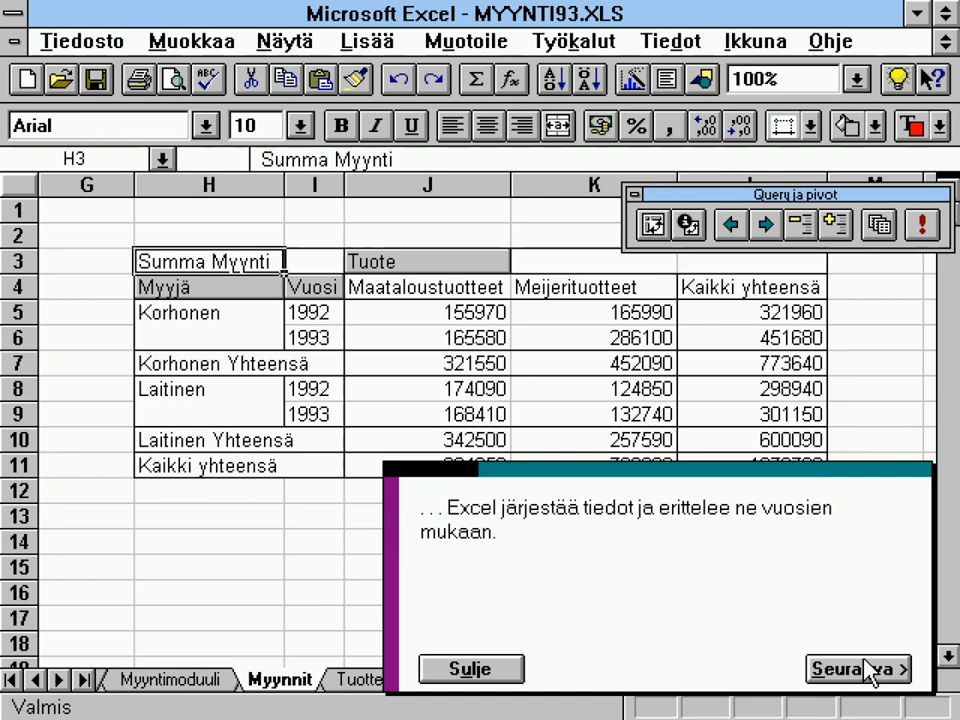 Microsoft Excel - MYYNTI93.XLS
Tiedosto Muokkaa Näytä Lisää Muotoile Työkalut Tiedot Ikkuna Ohje
100%
Arial 10 B I U % ,
H3 Summa Myynti
G H I J K
Query ja pivot
1
2
3 Summa Myynti Tuote
4 Myyjä Vuosi Maataloustuotteet Meijerituotteet Kaikki yhteensä
5 Korhonen 1992 155970 165990 321960
6 1993 165580 286100 451680
7 Korhonen Yhteensä 321550 452090 773640
8 Laitinen 1992 174090 124850 298940
9 1993 168410 132740 301150
10 Laitinen Yhteensä 342500 257590 600090
11 Kaikki yhteensä
12
13
14
15
16
17
18
...Excel järjestää tiedot ja erittelee ne vuosien
mukaan.
Sulje Seuraava >
Myyntimoduuli Myynnit Tuotte
Valmis